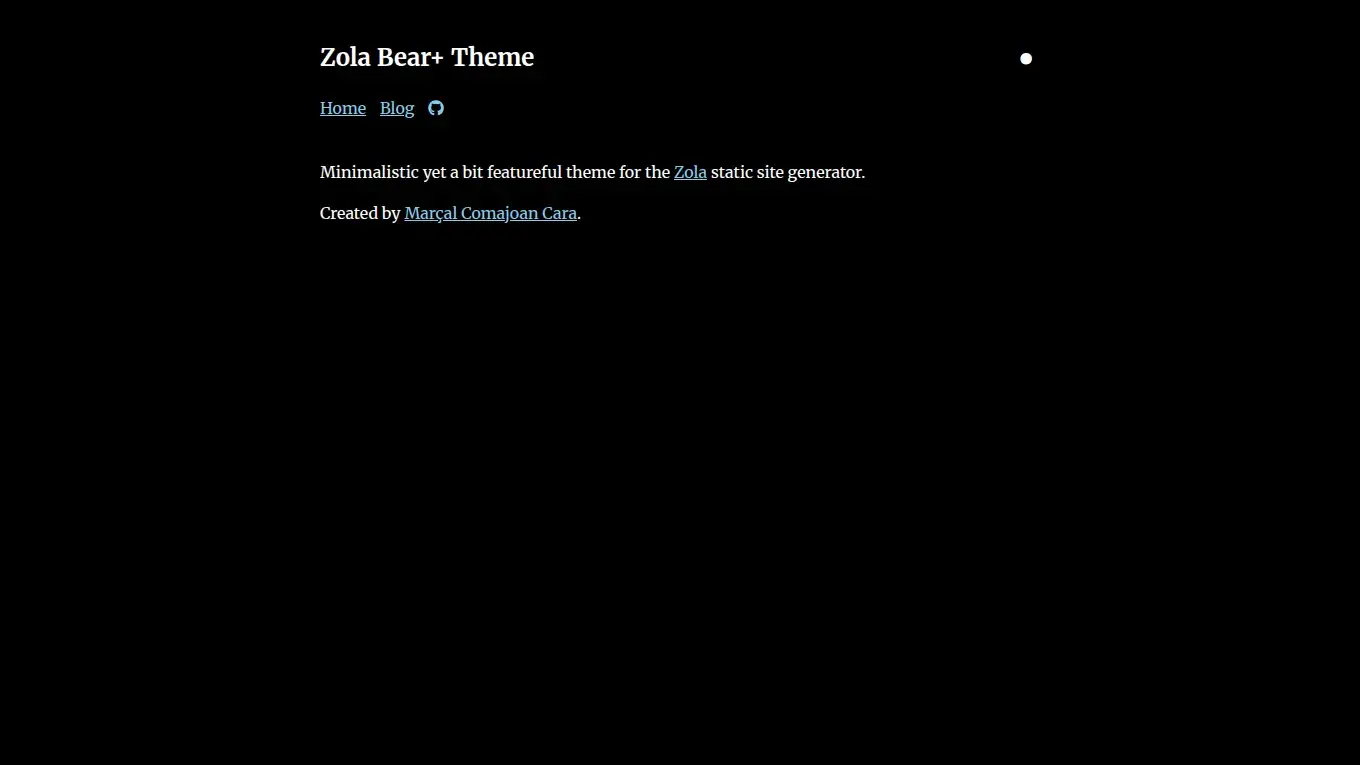 Zola Bear+ Theme
Home Blog
Minimalistic yet a bit featureful theme for the Zola static site generator.
Created by Marçal Comajoan Cara.